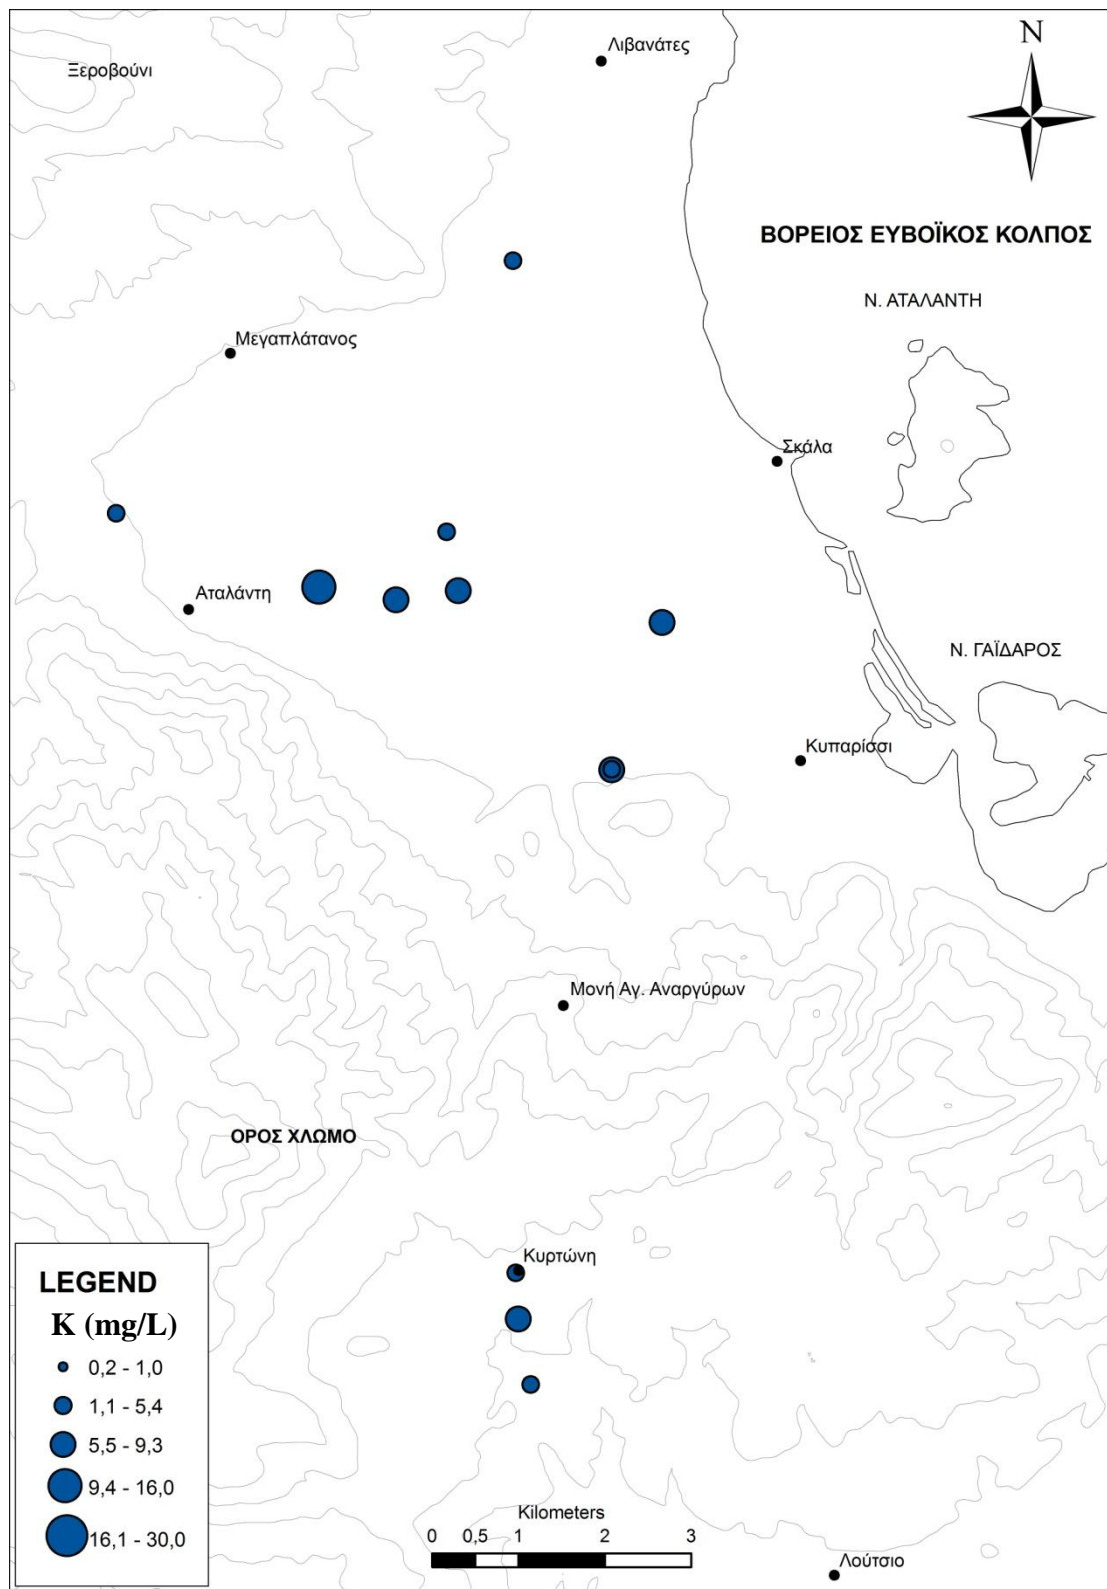 Λιβανάτες
Ξεροβούνι
N
ΒΟΡΕΙΟΣ ΕΥΒΟΪΚΟΣ ΚΟΛΠΟΣ
Ν. ΑΤΑΛΑΝΤΗ
Μεγαπλάτανος
Σκάλα
Αταλάντη
Ν. ΓΑΪΔΑΡΟΣ
Κυπαρίσσι
Μονή Αγ. Αναργύρων
ΟΡΟΣ ΧΛΩΜΟ
Κυρτώνη
LEGEND
K (mg/L)
0,2 - 1,0
1,1 - 5,4
5,5 - 9,3
9,4 - 16,0
16,1 - 30,0
Kilometers
0 0,5 1 2 3
Λούτσιο